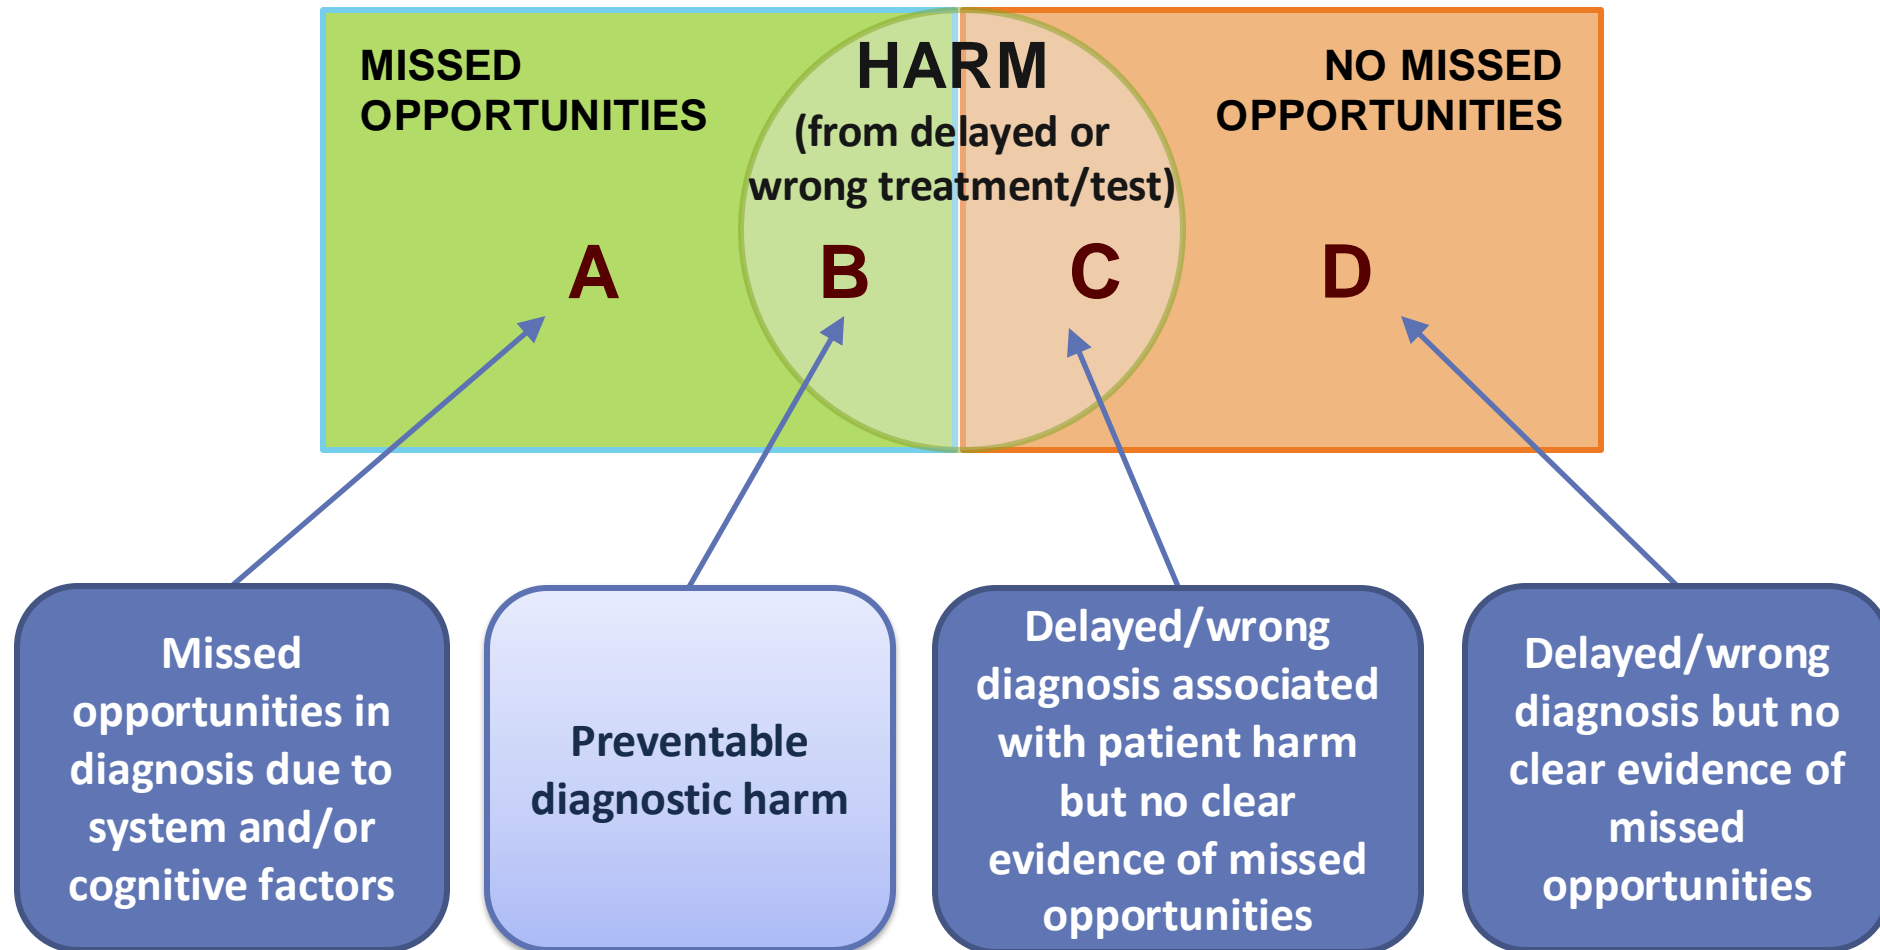 MISSED
OPPORTUNITIES
HARM
(from delayed or
wrong treatment/test)
NO MISSED
OPPORTUNITIES
A
B
C
D
Missed
opportunities in
diagnosis due to
system and/or
cognitive factors
Preventable
diagnostic harm
Delayed/wrong
diagnosis associated
with patient harm
but no clear
evidence of missed
opportunities
Delayed/wrong
diagnosis but no
clear evidence of
missed
opportunities